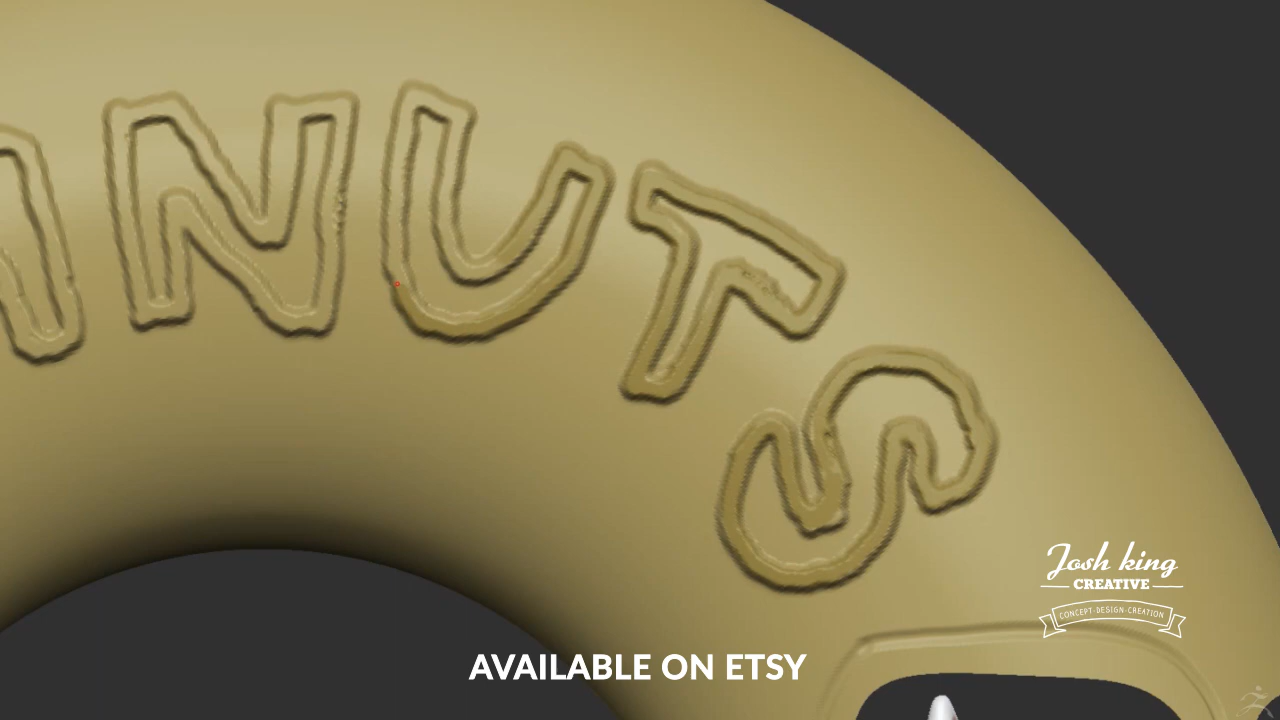 NUTS
Josh king
CREATIVE
CONCEPT-DESIGN-CREATION
AVAILABLE ON ETSY